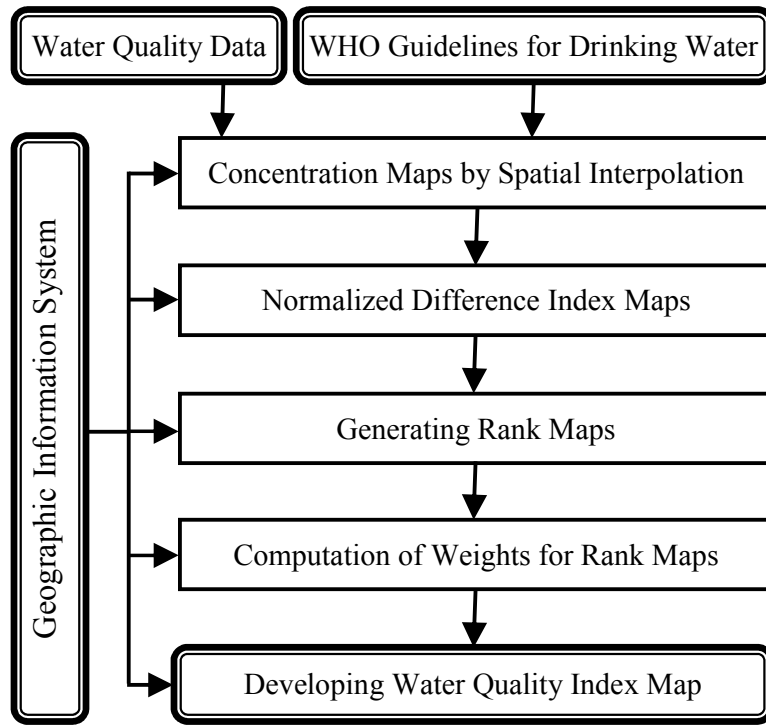 Water Quality Data
WHO Guidelines for Drinking Water
Geographic Information System
Concentration Maps by Spatial Interpolation
Normalized Difference Index Maps
Generating Rank Maps
Computation of Weights for Rank Maps
Developing Water Quality Index Map